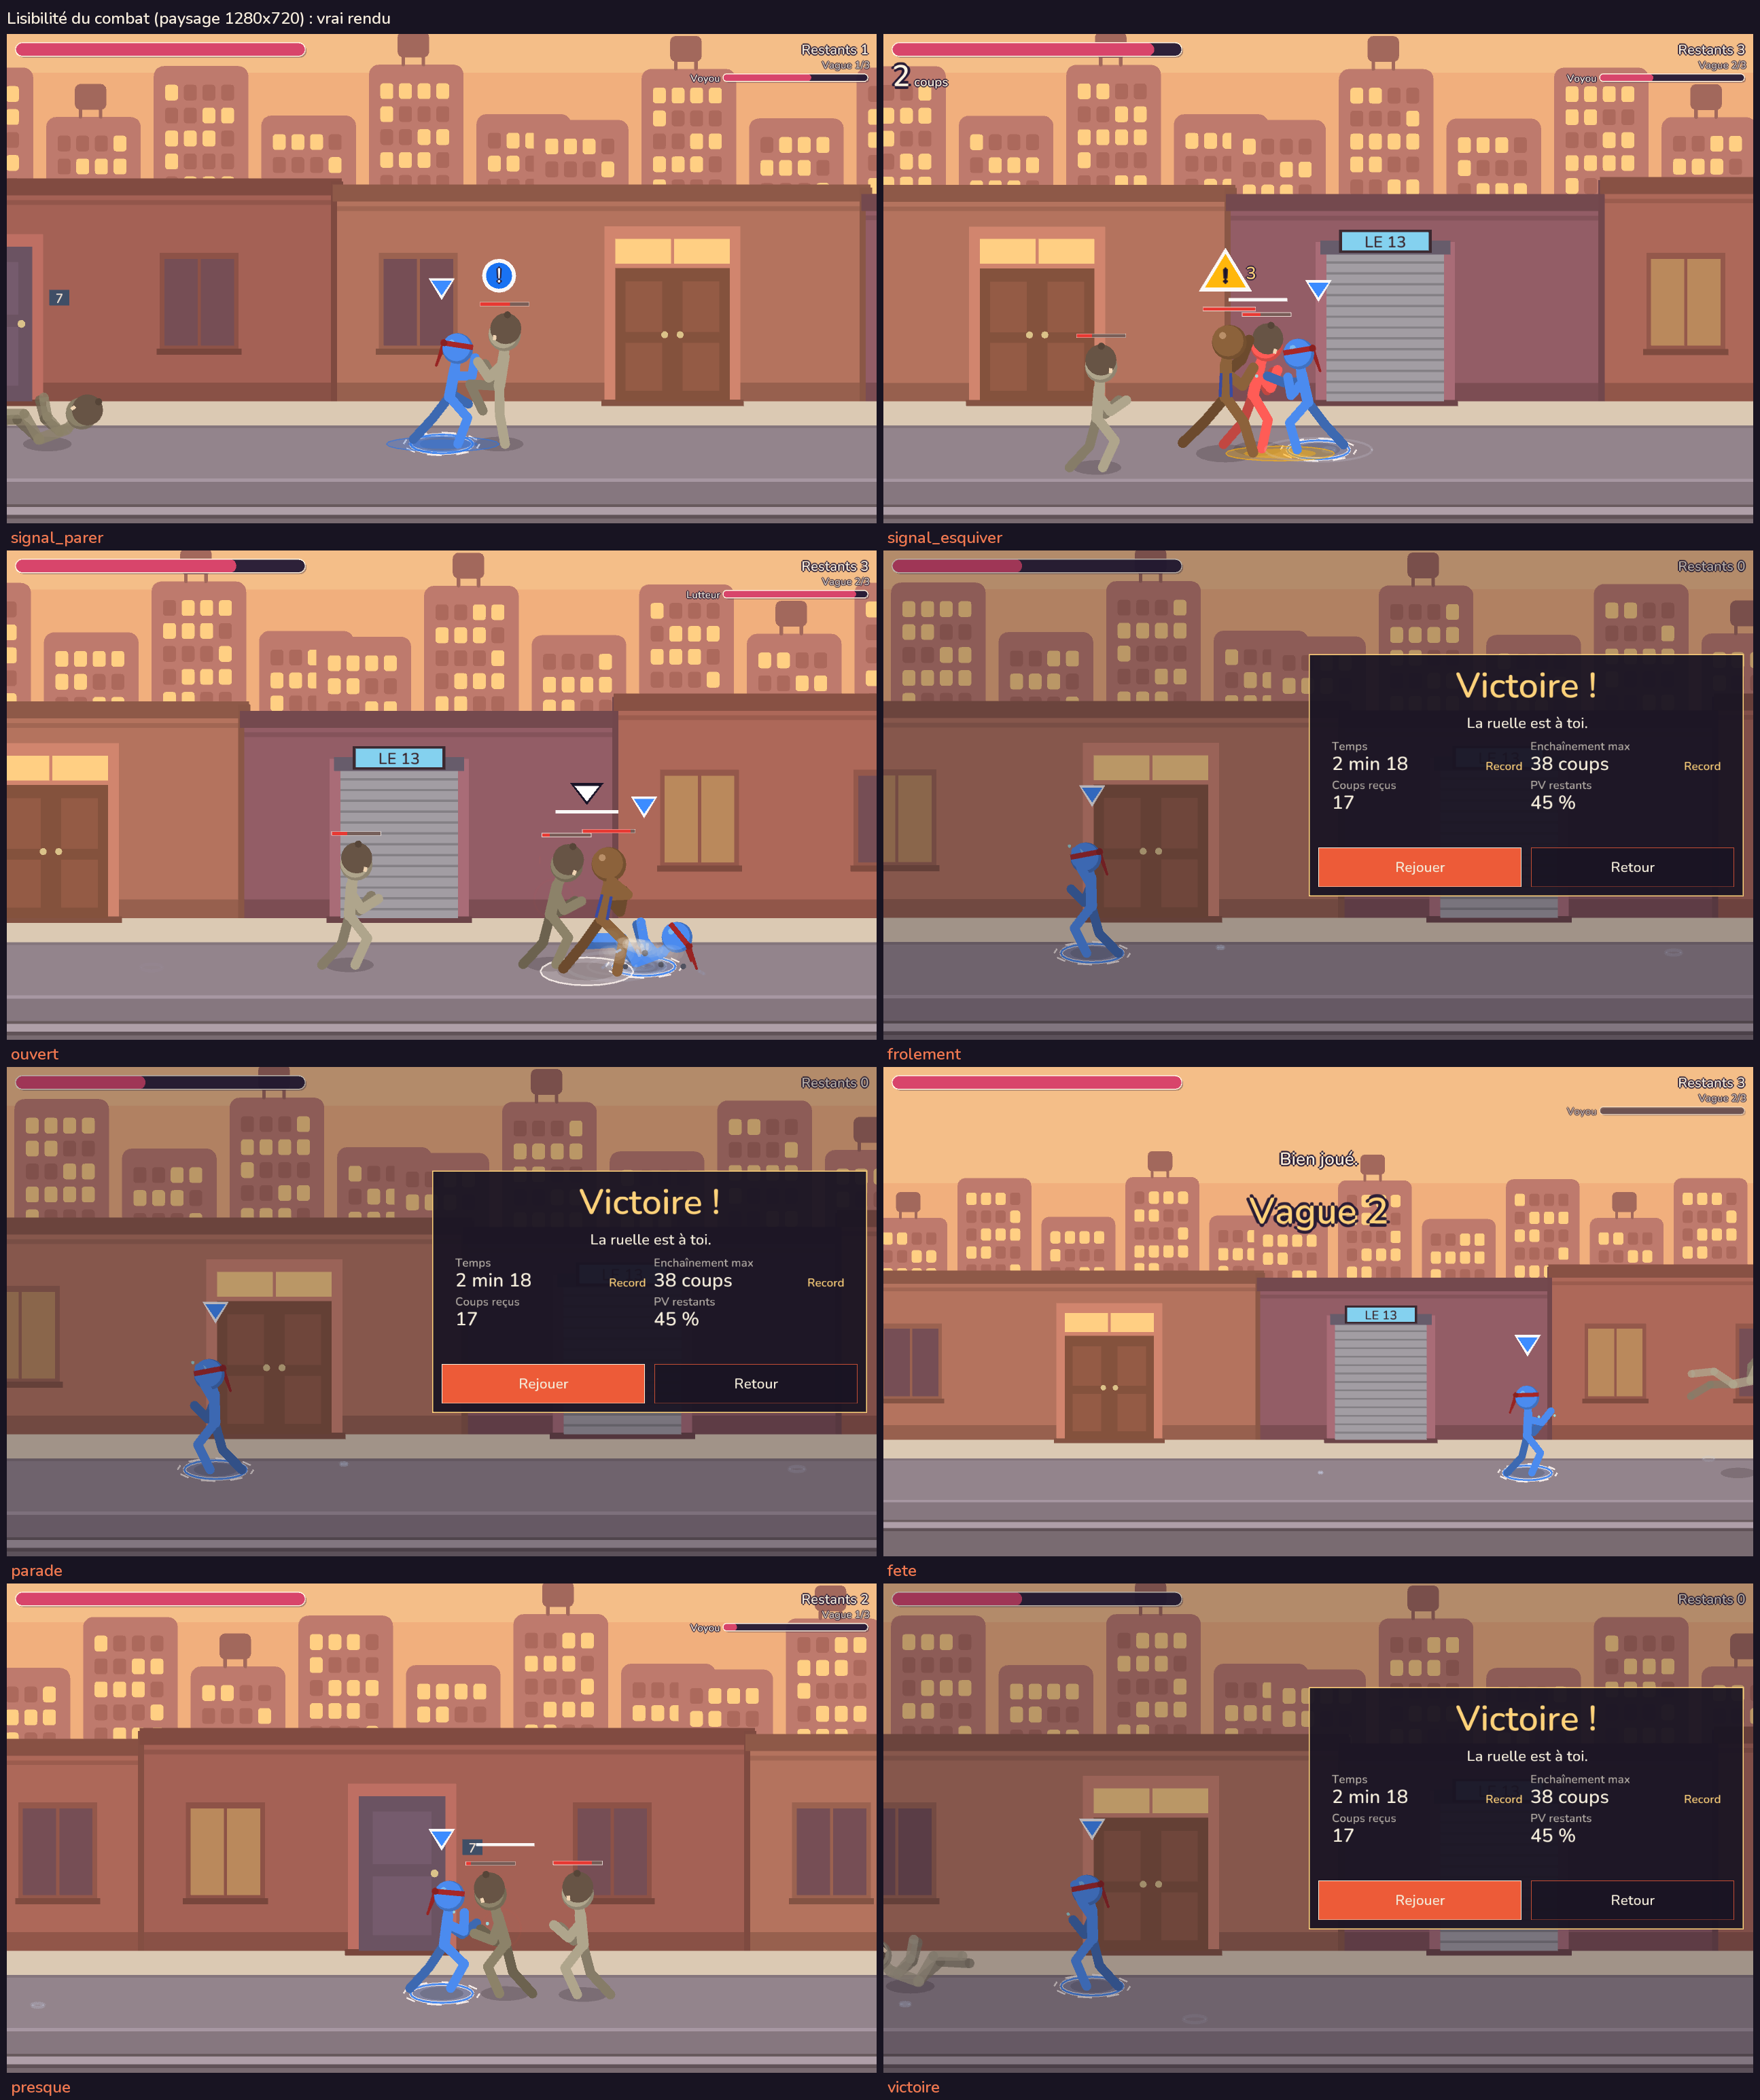 Lisibilité du combat (paysage 1280x720) : vrai rendu
Restants 1
Vague 1/3
Voyou
!
7
signal_parer
Restants 3
Vague 2/3
Voyou
2 coups
LE 13
! 3
signal_esquiver
Restants 3
Vague 2/3
Lutteur
LE 13
ouvert
Restants 0
Victoire !
La ruelle est à toi.
Temps
Enchaînement max
2 min 18 Record
38 coups Record
Coups reçus
PV restants
17
45 %
Rejouer
Retour
frolement
Restants 0
Victoire !
La ruelle est à toi.
Temps
Enchaînement max
2 min 18 Record
38 coups Record
Coups reçus
PV restants
17
45 %
Rejouer
Retour
parade
Restants 3
Vague 2/3
Voyou
Bien joué.
Vague 2
LE 13
fete
Restants 2
Vague 1/3
Voyou
7
presque
Restants 0
Victoire !
La ruelle est à toi.
Temps
Enchaînement max
2 min 18 Record
38 coups Record
Coups reçus
PV restants
17
45 %
Rejouer
Retour
victoire